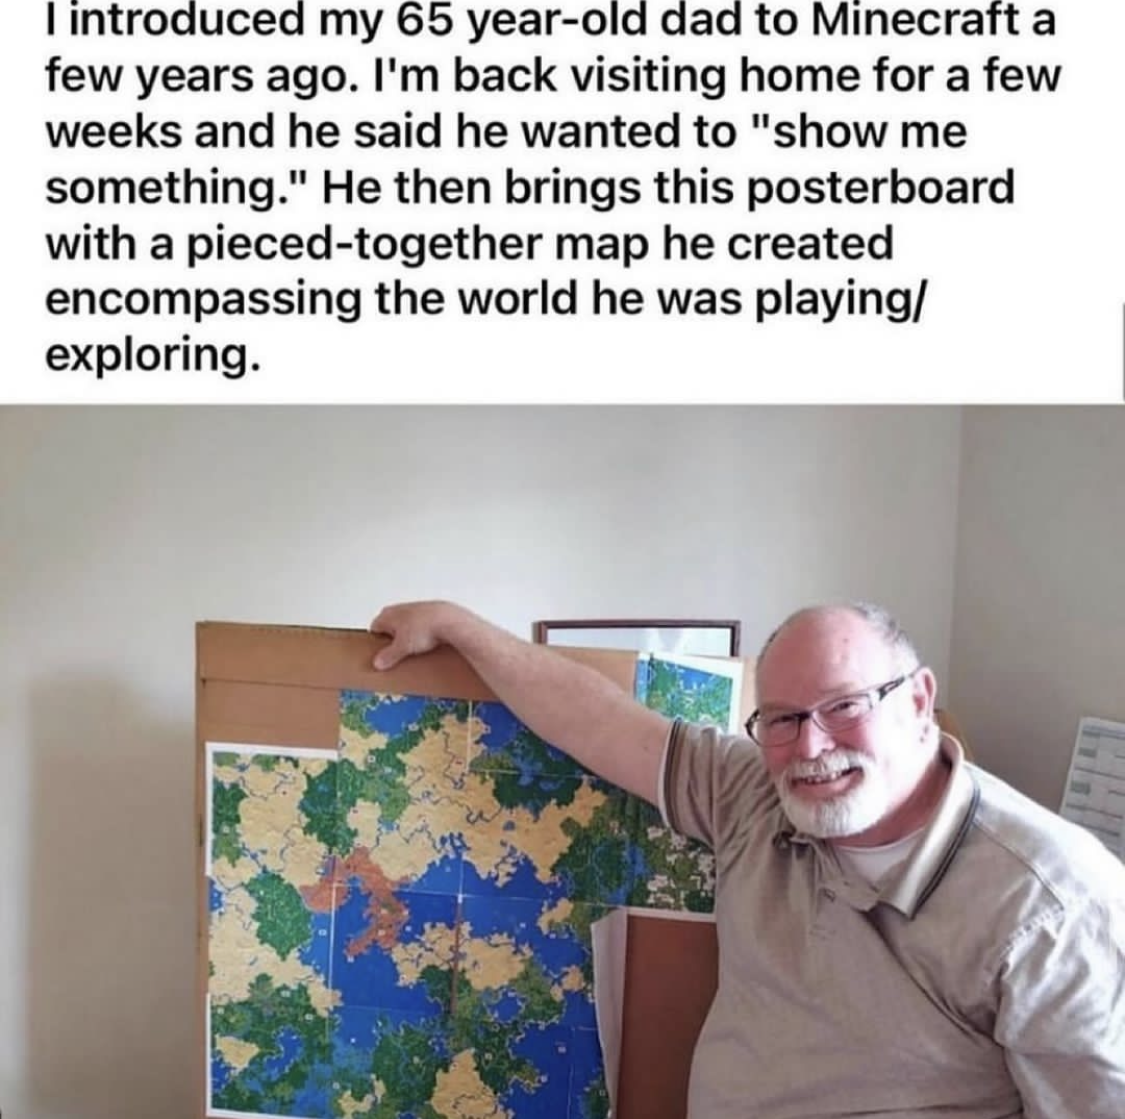 I introduced my 65 year-old dad to Minecraft a
few years ago. I'm back visiting home for a few
weeks and he said he wanted to "show me
something." He then brings this posterboard
with a pieced-together map he created
encompassing the world he was playing/
exploring.